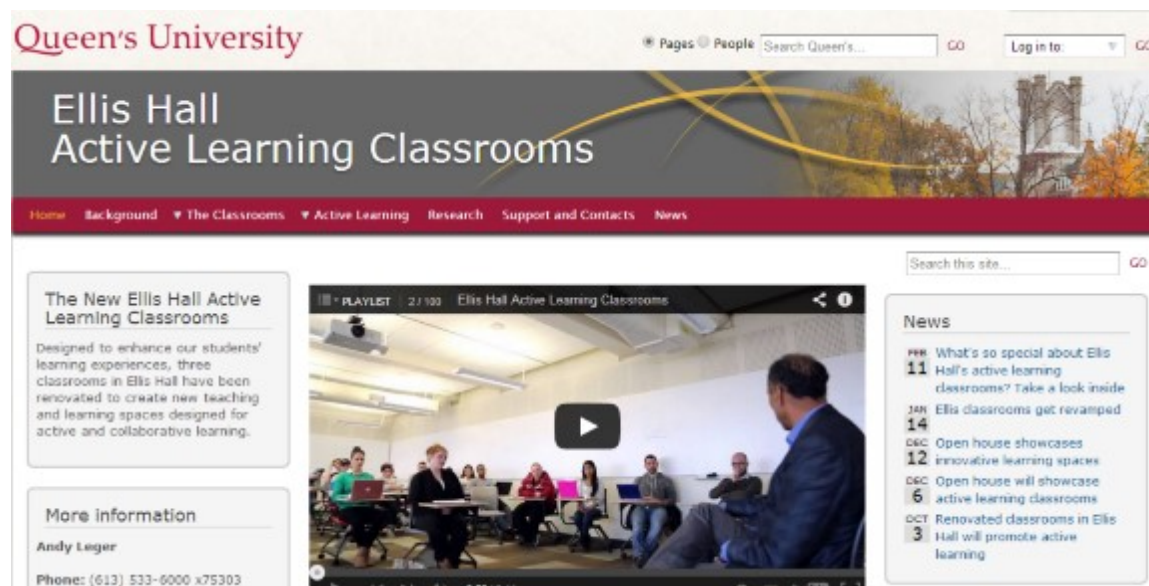 Queen's University
Pages People Search Queen's... GO Log in to: GO
Ellis Hall
Active Learning Classrooms
Home Background The Classrooms Active Learning Research Support and Contacts News
Search this site... GO
The New Ellis Hall Active
Learning Classrooms
Designed to enhance our students'
learning experiences, three
classrooms in Ellis Hall have been
renovated to create new teaching
and learning spaces designed for
active and collaborative learning.
More information
Andy Leger
Phone: (613) 533-6000 x75303
PLAYLIST 2 / 100 Ellis Hall Active Learning Classrooms
News
FEB What's so special about Ellis
11 Hall's active learning
classrooms? Take a look inside
JAN Ellis classrooms get revamped
14
DEC Open house showcases
12 innovative learning spaces
DEC Open house will showcase
6 active learning classrooms
OCT Renovated classrooms in Ellis
3 Hall will promote active
learning